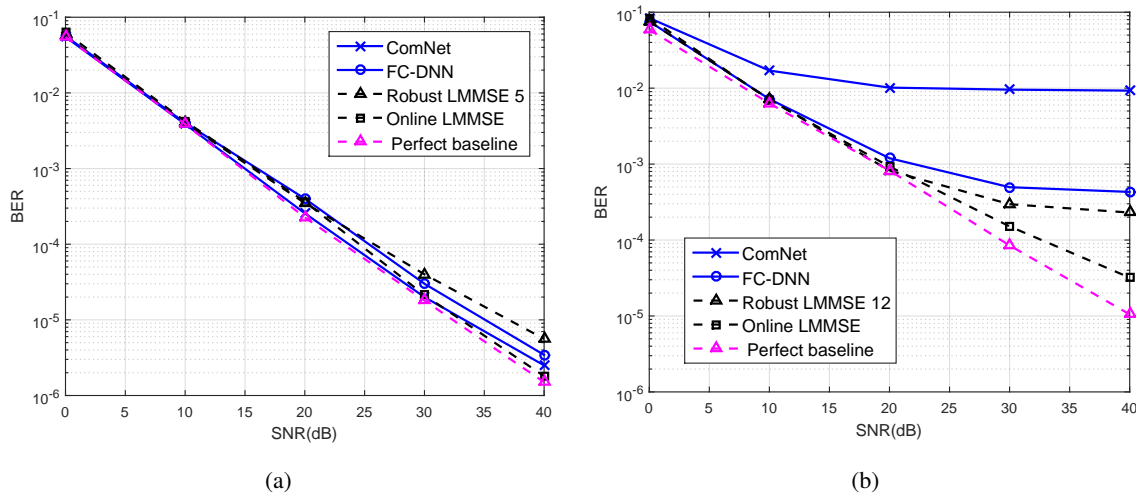 10-1
10-2
10-3
10-4
10-5
10-6
BER
0 5 10 15 20 25 30 35 40
SNR(dB)
ComNet
FC-DNN
Robust LMMSE 5
Online LMMSE
Perfect baseline
(a)
10-1
10-2
10-3
10-4
10-5
10-6
BER
0 5 10 15 20 25 30 35 40
SNR(dB)
ComNet
FC-DNN
Robust LMMSE 12
Online LMMSE
Perfect baseline
(b)